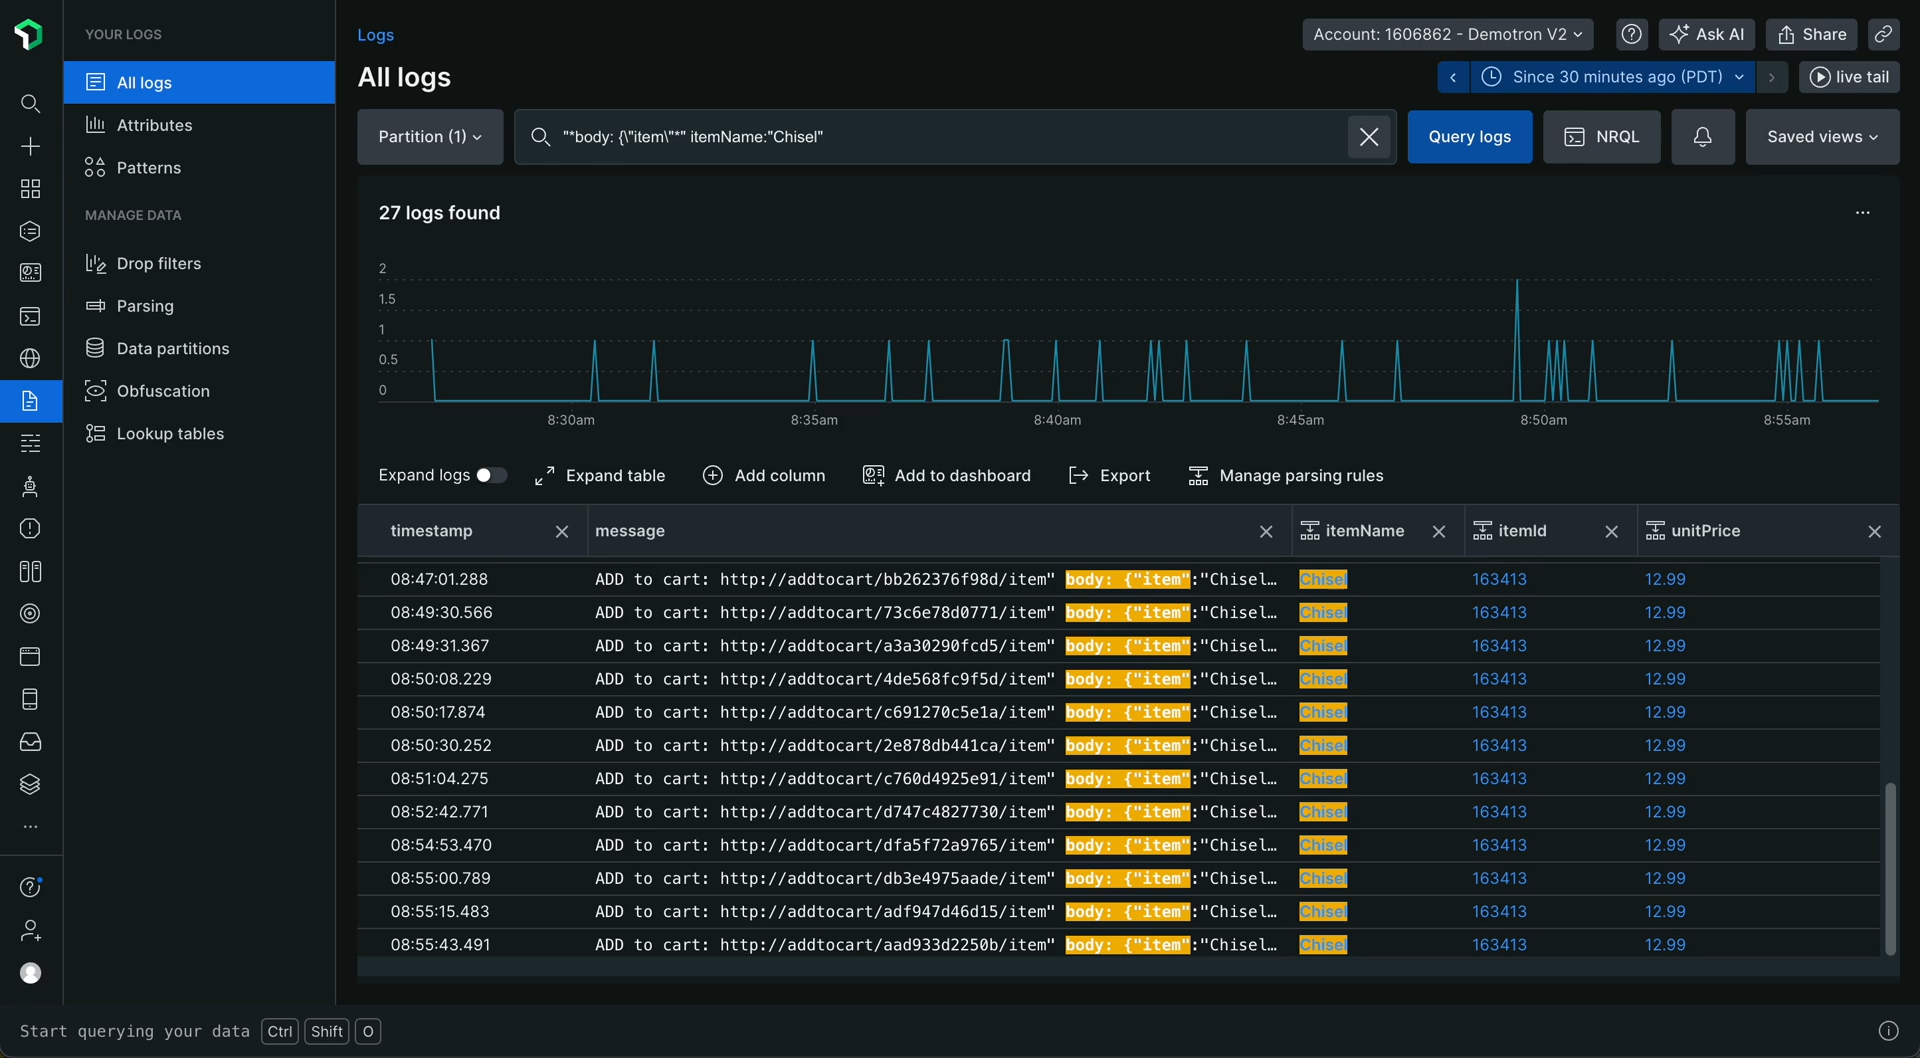 YOUR LOGS
All logs
Attributes
Patterns
MANAGE DATA
Drop filters
Parsing
Data partitions
Obfuscation
Lookup tables
Logs
Account: 1606862 - Demotron V2
Ask AI
Share
All logs
Since 30 minutes ago (PDT)
live tail
Partition (1)
"*body: {\"item\"*" itemName:"Chisel"
Query logs
NRQL
Saved views
27 logs found
2
1.5
1
0.5
0
8:30am 8:35am 8:40am 8:45am 8:50am 8:55am
Expand logs Expand table Add column Add to dashboard Export Manage parsing rules
timestamp message itemName itemId unitPrice
08:47:01.288 ADD to cart: http://addtocart/bb262376f98d/item" body: {"item":"Chisel… Chisel 163413 12.99
08:49:30.566 ADD to cart: http://addtocart/73c6e78d0771/item" body: {"item":"Chisel… Chisel 163413 12.99
08:49:31.367 ADD to cart: http://addtocart/a3a30290fcd5/item" body: {"item":"Chisel… Chisel 163413 12.99
08:50:08.229 ADD to cart: http://addtocart/4de568fc9f5d/item" body: {"item":"Chisel… Chisel 163413 12.99
08:50:17.874 ADD to cart: http://addtocart/c691270c5e1a/item" body: {"item":"Chisel… Chisel 163413 12.99
08:50:30.252 ADD to cart: http://addtocart/2e878db441ca/item" body: {"item":"Chisel… Chisel 163413 12.99
08:51:04.275 ADD to cart: http://addtocart/c760d4925e91/item" body: {"item":"Chisel… Chisel 163413 12.99
08:52:42.771 ADD to cart: http://addtocart/d747c4827730/item" body: {"item":"Chisel… Chisel 163413 12.99
08:54:53.470 ADD to cart: http://addtocart/dfa5f72a9765/item" body: {"item":"Chisel… Chisel 163413 12.99
08:55:00.789 ADD to cart: http://addtocart/db3e4975aade/item" body: {"item":"Chisel… Chisel 163413 12.99
08:55:15.483 ADD to cart: http://addtocart/adf947d46d15/item" body: {"item":"Chisel… Chisel 163413 12.99
08:55:43.491 ADD to cart: http://addtocart/aad933d2250b/item" body: {"item":"Chisel… Chisel 163413 12.99
Start querying your data Ctrl Shift O